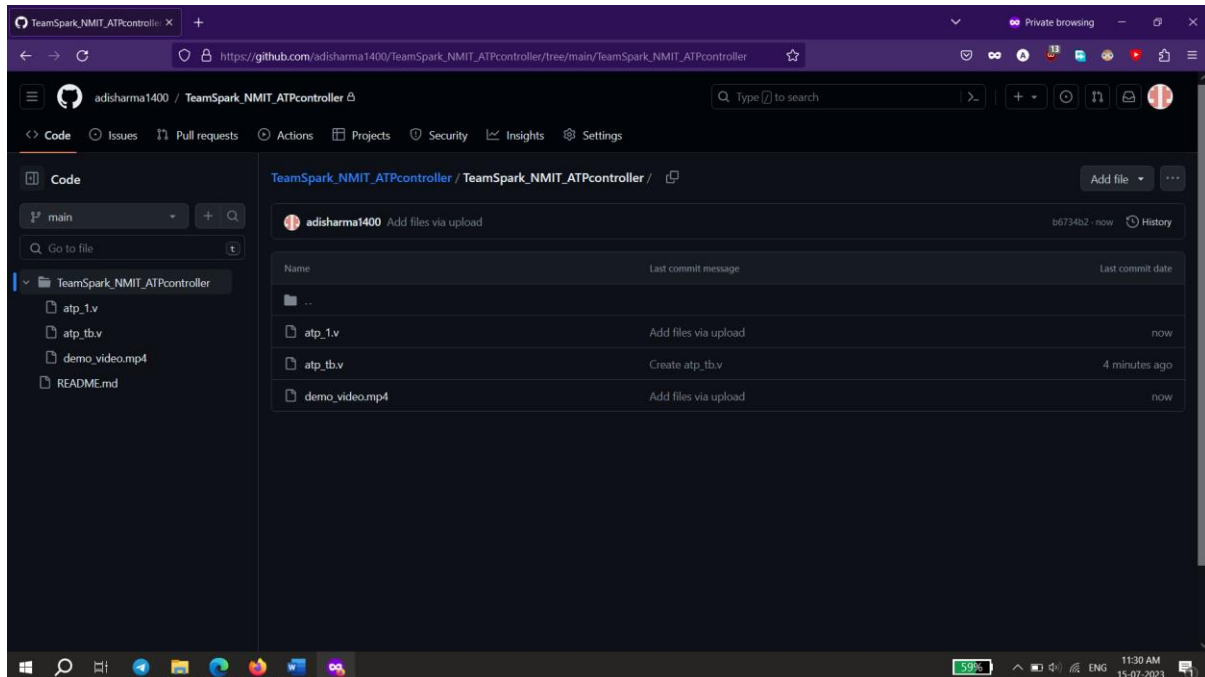 TeamSpark_NMIT_ATPcontroller
Private browsing
https://github.com/adisharma1400/TeamSpark_NMIT_ATPcontroller/tree/main/TeamSpark_NMIT_ATPcontroller
13
adisharma1400 / TeamSpark_NMIT_ATPcontroller
Type / to search
Code Issues Pull requests Actions Projects Security Insights Settings
Code
TeamSpark_NMIT_ATPcontroller / TeamSpark_NMIT_ATPcontroller /
Add file
main
adisharma1400 Add files via upload
b6734b2 · now History
Go to file t
Name Last commit message Last commit date
TeamSpark_NMIT_ATPcontroller
..
atp_1.v
atp_1.v Add files via upload now
atp_tb.v
atp_tb.v Create atp_tb.v 4 minutes ago
demo_video.mp4
demo_video.mp4 Add files via upload now
README.md
59% ENG 11:30 AM
15-07-2023